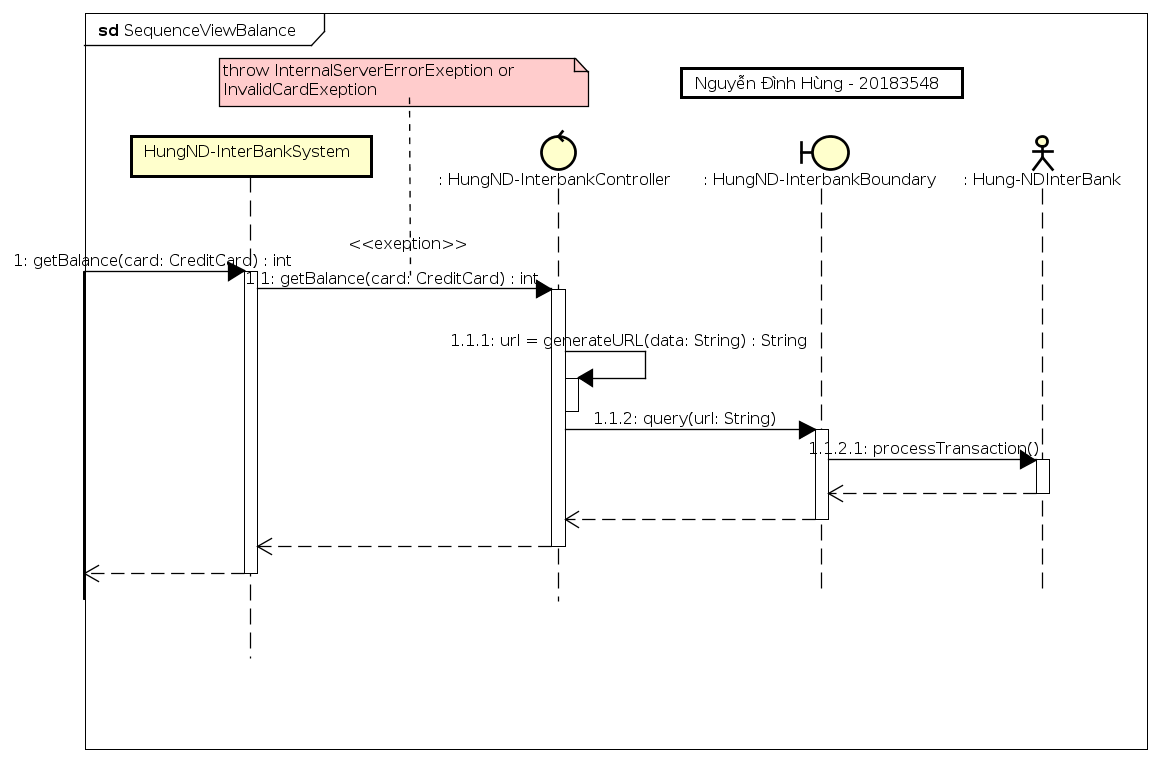 sd SequenceViewBalance
throw InternalServerErrorExeption or
InvalidCardExeption
Nguyễn Đình Hùng - 20183548
HungND-InterBankSystem
: HungND-InterbankController
: HungND-InterbankBoundary
: Hung-NDInterBank
<<exeption>>
1: getBalance(card: CreditCard) : int
1.1: getBalance(card: CreditCard) : int
1.1.1: url = generateURL(data: String) : String
1.1.2: query(url: String)
1.1.2.1: processTransaction()